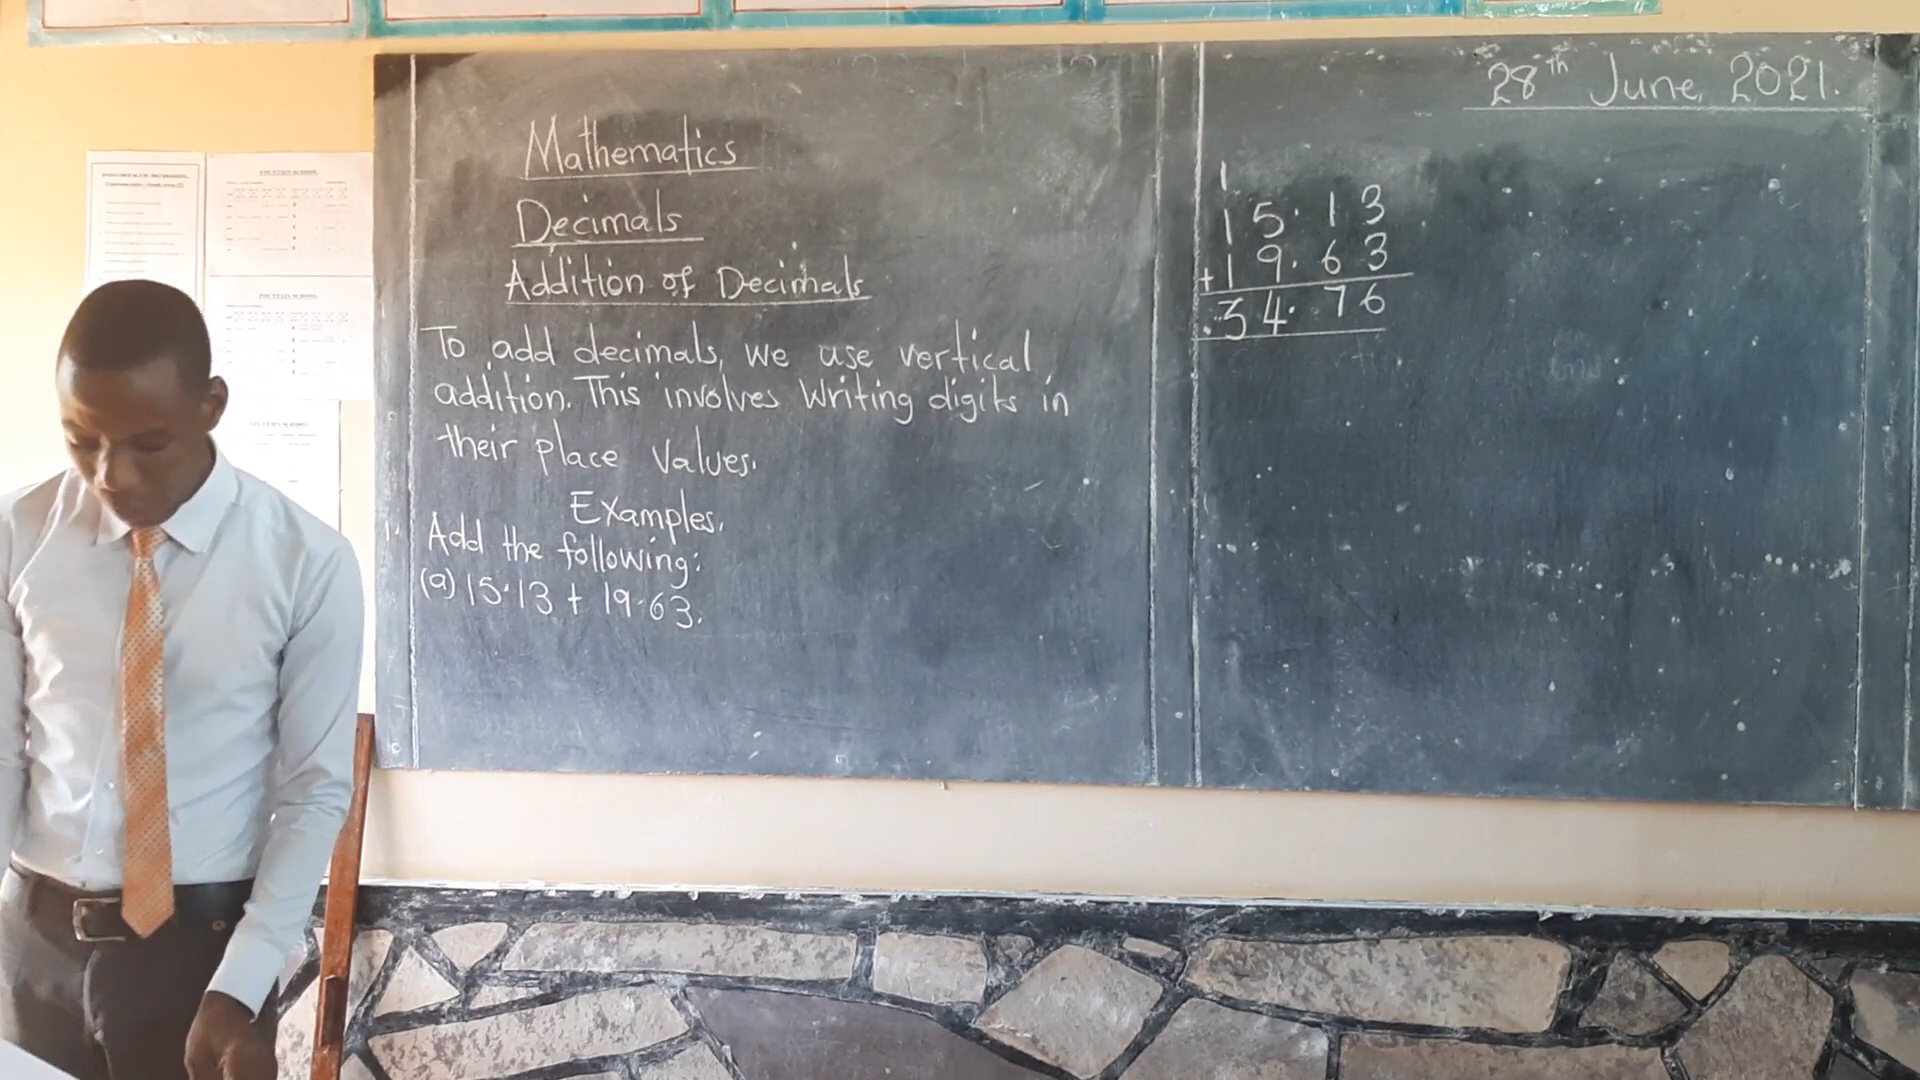 28th June, 2021.
Mathematics
Decimals
Addition of Decimals
To add decimals, we use vertical
addition. This involves writing digits in
their place values.
Examples.
1. Add the following:
(a) 15.13 + 19.63.
1
15.13
+19.63
34.76